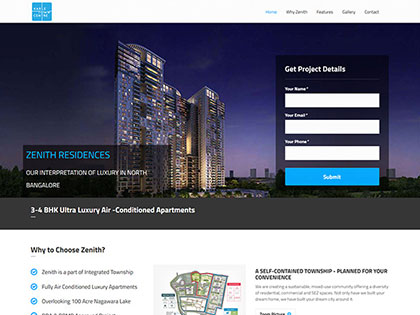 KARLE
TOWN
CENTRE
Home Why Zenith Features Gallery Contact
Get Project Details
Your Name *
Your Email *
Your Phone *
Submit
ZENITH RESIDENCES
OUR INTERPRETATION OF LUXURY IN NORTH
BANGALORE
3-4 BHK Ultra Luxury Air -Conditioned Apartments
Why to Choose Zenith?
Zenith is a part of Integrated Township
Fully Air Conditioned Luxury Apartments
Overlooking 100 Acre Nagawara Lake
A SELF-CONTAINED TOWNSHIP - PLANNED FOR YOUR
CONVENIENCE
We are creating a sustainable, mixed-use community offering a diversity
of residential, commercial and SEZ spaces. Not only have we built your
dream home, we have built your dream city around it.